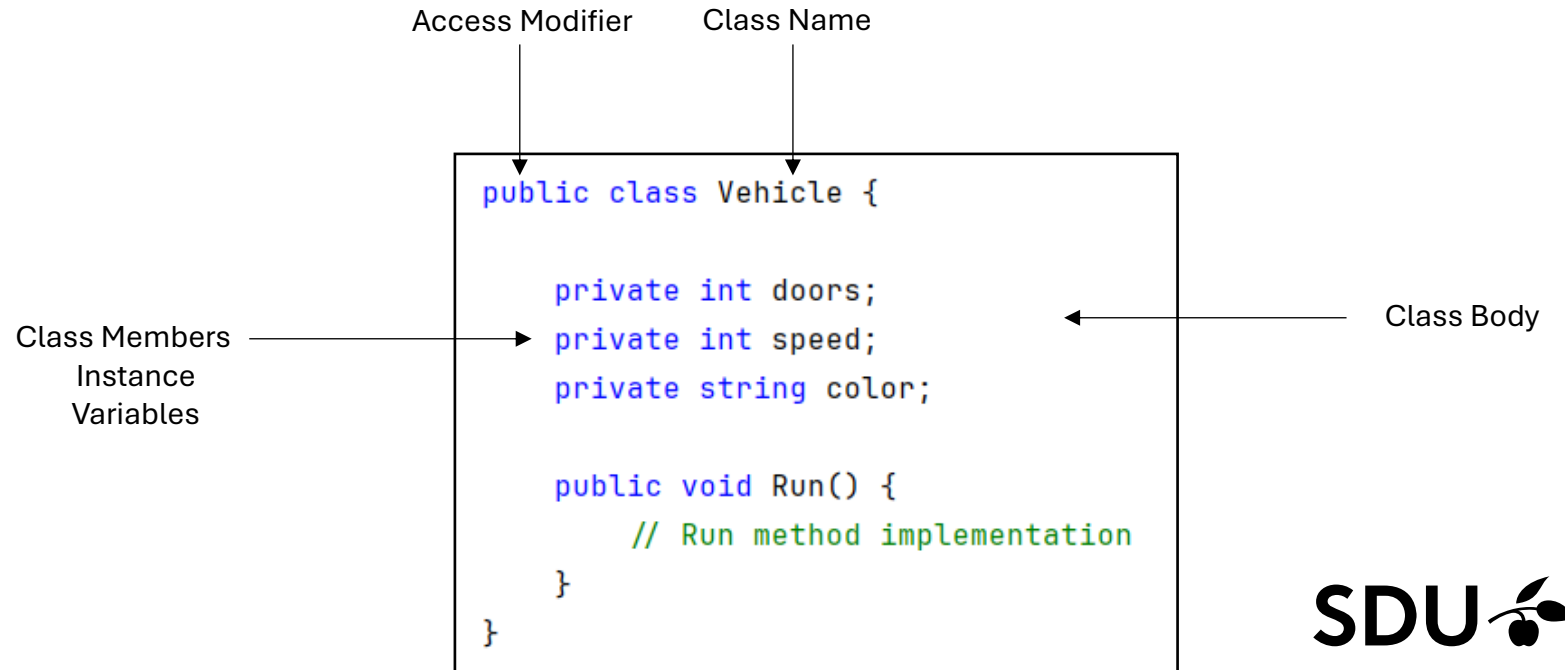 Access Modifier
Class Name
public class Vehicle {
private int doors;
private int speed;
private string color;
public void Run() {
// Run method implementation
}
}
Class Members
Instance
Variables
Class Body
SDU